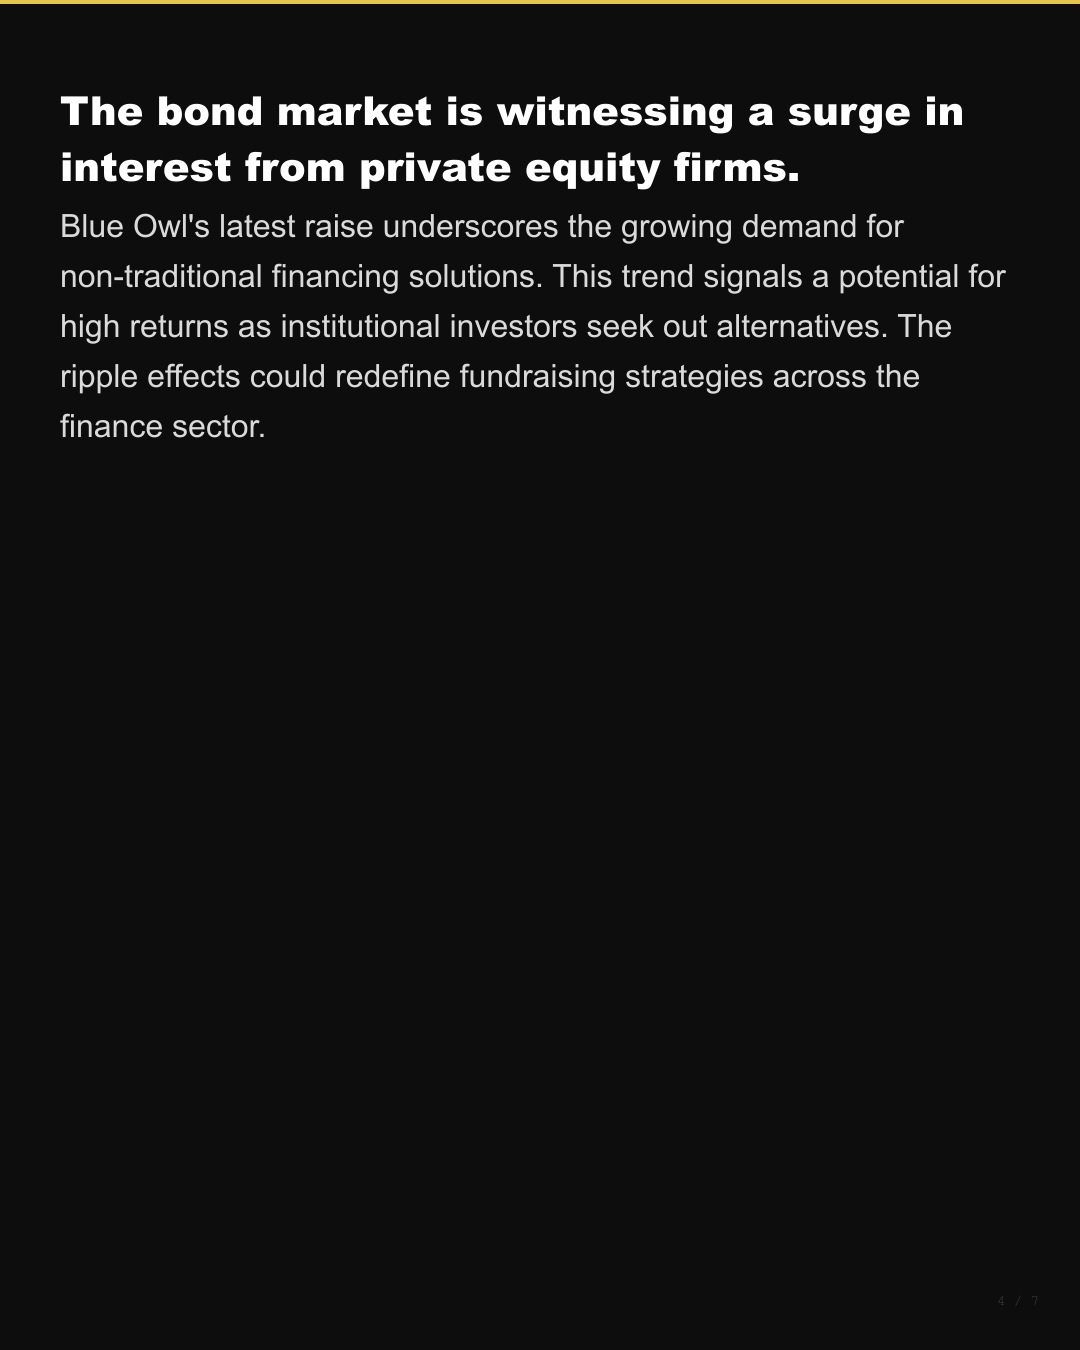 The bond market is witnessing a surge in
interest from private equity firms.
Blue Owl's latest raise underscores the growing demand for
non-traditional financing solutions. This trend signals a potential for
high returns as institutional investors seek out alternatives. The
ripple effects could redefine fundraising strategies across the
finance sector.
4 / 7